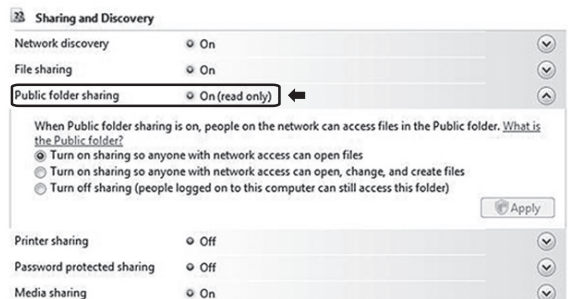 Sharing and Discovery
Network discovery On
File sharing On
Public folder sharing On (read only)
When Public folder sharing is on, people on the network can access files in the Public folder. What is
the Public folder?
Turn on sharing so anyone with network access can open files
Turn on sharing so anyone with network access can open, change, and create files
Turn off sharing (people logged on to this computer can still access this folder)
Apply
Printer sharing Off
Password protected sharing Off
Media sharing On